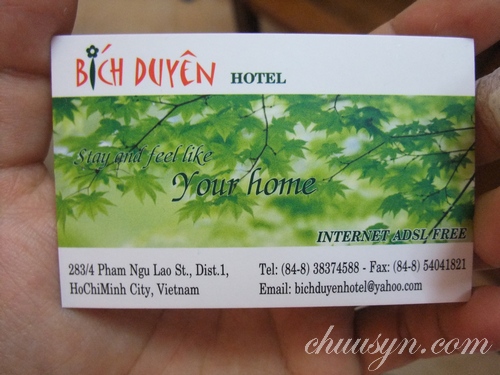 BÍCH DUYÊN HOTEL
Stay and feel like
Your home
INTERNET ADSL FREE
283/4 Pham Ngu Lao St., Dist.1,
HoChiMinh City, Vietnam
Tel: (84-8) 38374588 - Fax: (84-8) 54041821
Email: bichduyenhotel@yahoo.com
chuusyn.com